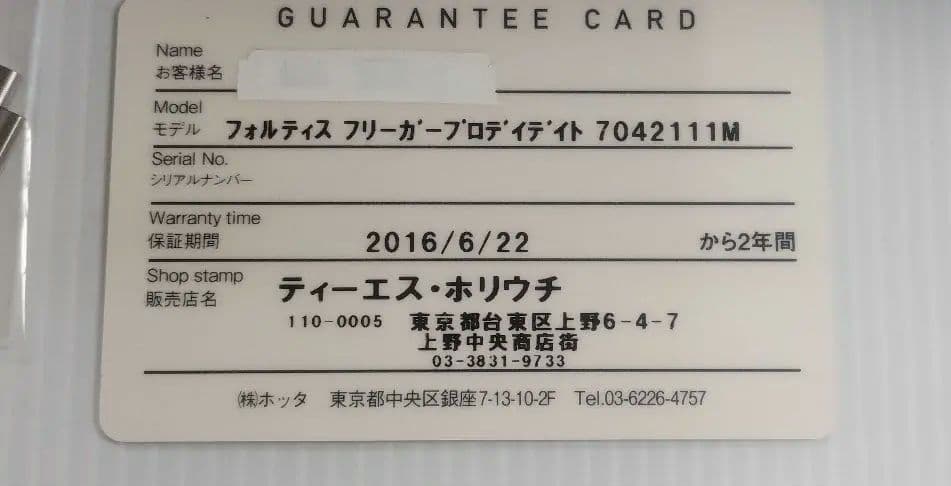 GUARANTEE CARD
Name
お客様名
Model
モデル フォルティス フリーガープロデイデイト 7042111M
Serial No.
シリアルナンバー
Warranty time
保証期間 2016/6/22 から2年間
Shop stamp
販売店名 ティーエス・ホリウチ
110-0005 東京都台東区上野6-4-7
上野中央商店街
03-3831-9733
㈱ホッタ 東京都中央区銀座7-13-10-2F Tel.03-6226-4757